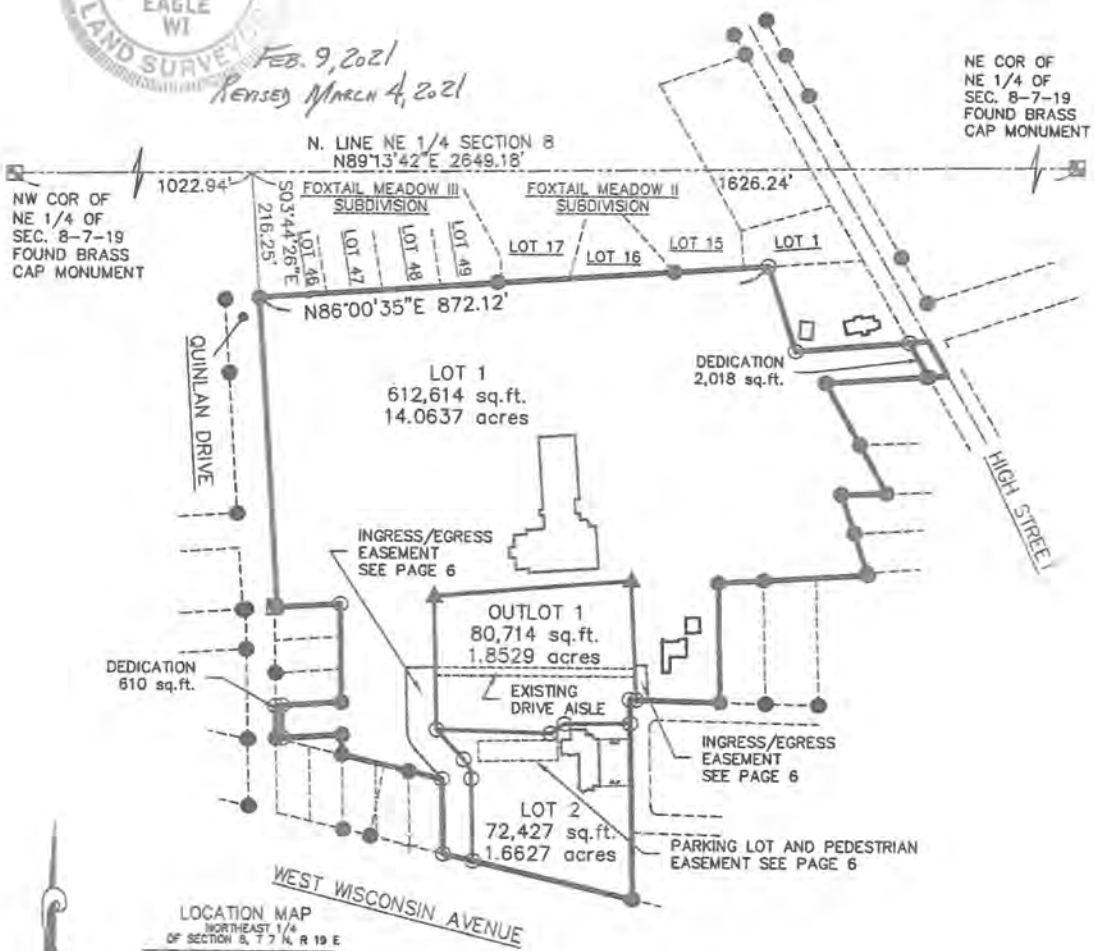 EAGLE
WI
LAND SURVEY
FEB. 9, 2021
REVISED MARCH 4, 2021
NE COR OF
NE 1/4 OF
SEC. 8-7-19
FOUND BRASS
CAP MONUMENT
N. LINE NE 1/4 SECTION 8
N89°13'42"E 2649.18'
1022.94'
1626.24'
NW COR OF
NE 1/4 OF
SEC. 8-7-19
FOUND BRASS
CAP MONUMENT
S03°44'26"E
216.25'
FOXTAIL MEADOW III
SUBDIVISION
FOXTAIL MEADOW II
SUBDIVISION
LOT 46
LOT 47
LOT 48
LOT 49
LOT 17
LOT 16
LOT 15
LOT 1
N86°00'35"E 872.12'
QUINLAN DRIVE
LOT 1
612,614 sq.ft.
14.0637 acres
DEDICATION
2,018 sq.ft.
HIGH STREET
INGRESS/EGRESS
EASEMENT
SEE PAGE 6
OUTLOT 1
80,714 sq.ft.
1.8529 acres
EXISTING
DRIVE AISLE
DEDICATION
610 sq.ft.
INGRESS/EGRESS
EASEMENT
SEE PAGE 6
LOT 2
72,427 sq.ft.
1.6627 acres
PARKING LOT AND PEDESTRIAN
EASEMENT SEE PAGE 6
WEST WISCONSIN AVENUE
LOCATION MAP
NORTHEAST 1/4
OF SECTION 8, T 7 N, R 19 E